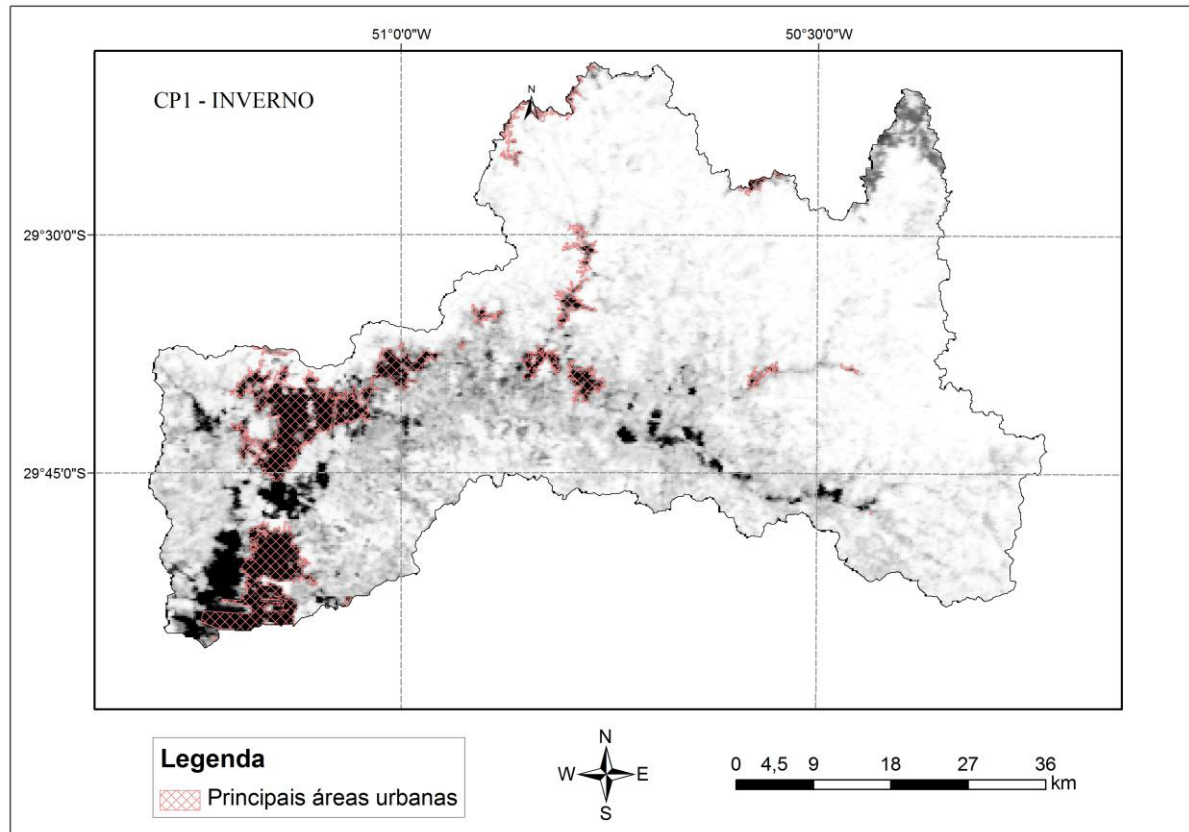 51°0'0"W
50°30'0"W
CP1 - INVERNO
N
29°30'0"S
29°45'0"S
Legenda
Principais áreas urbanas
N
W E
S
0 4,5 9 18 27 36
km